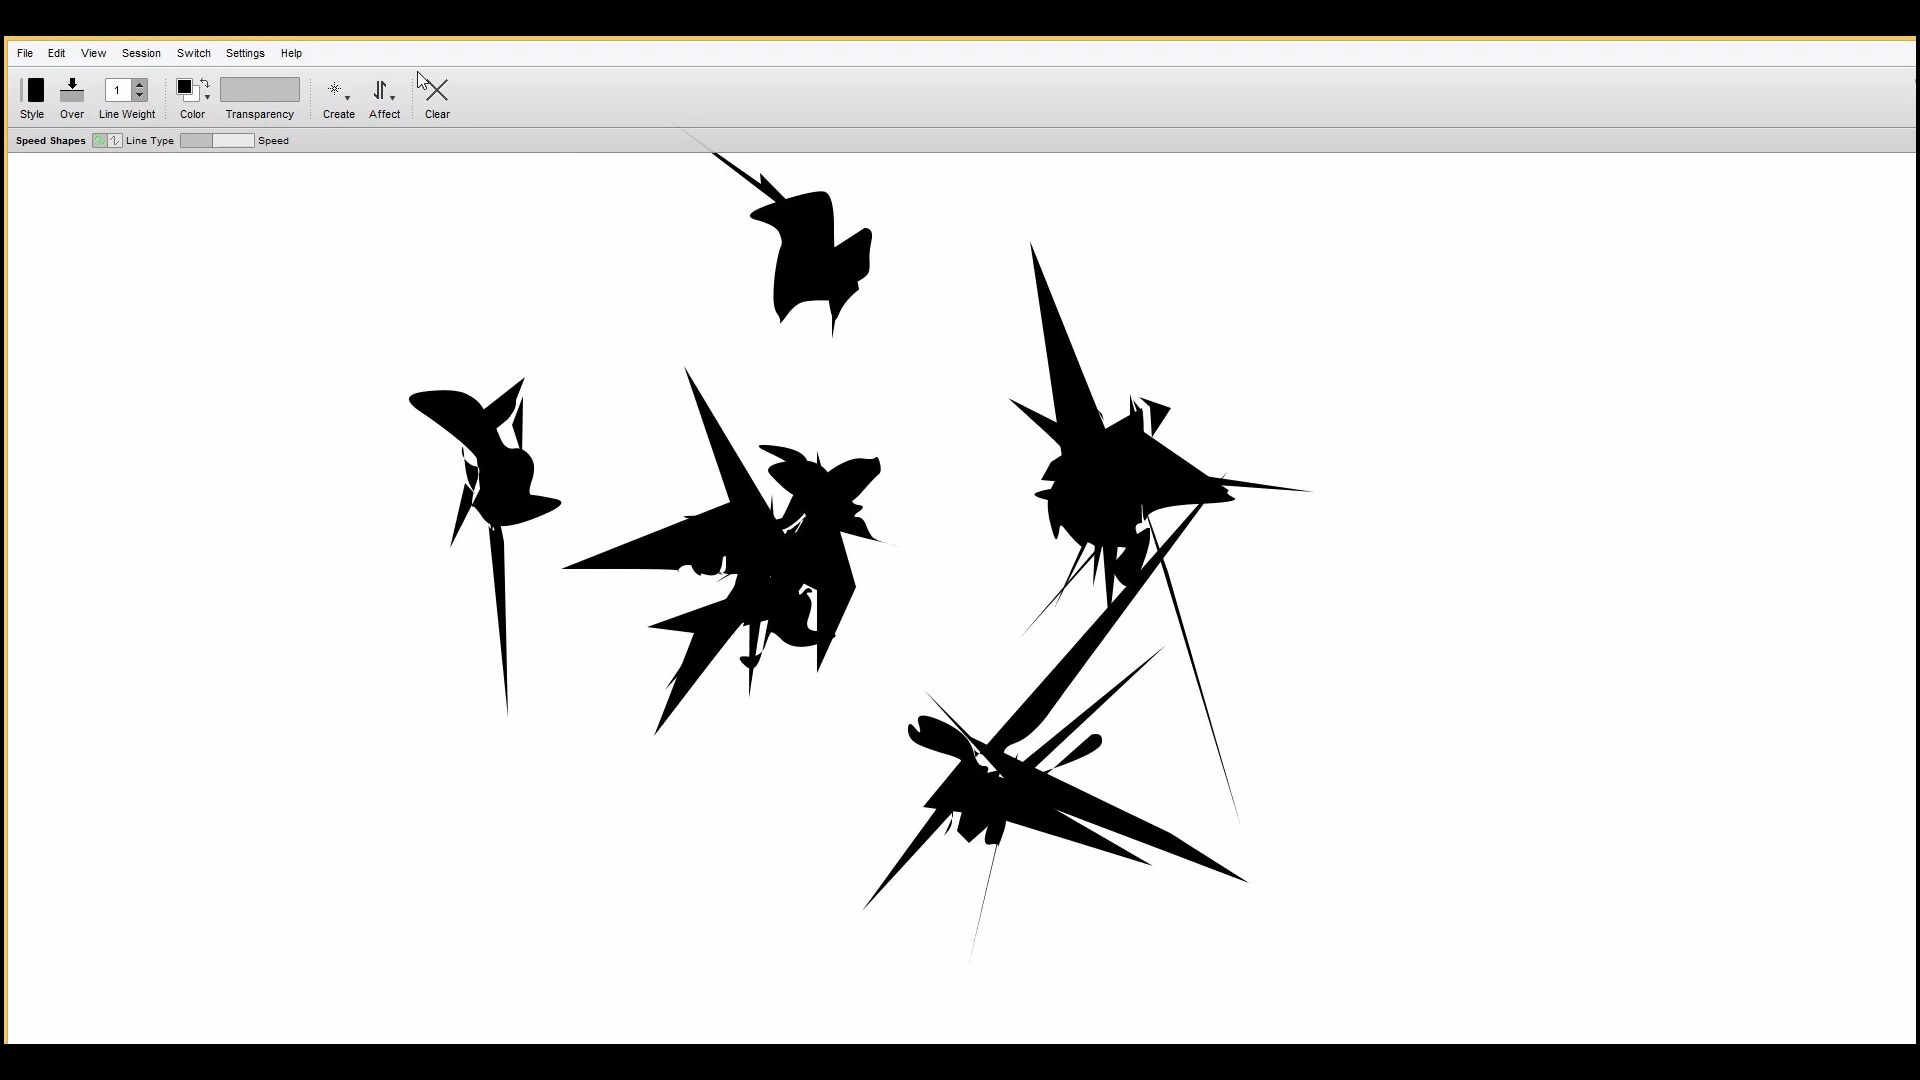 File Edit View Session Switch Settings Help
1
Style Over Line Weight Color Transparency Create Affect Clear
Speed Shapes Line Type Speed